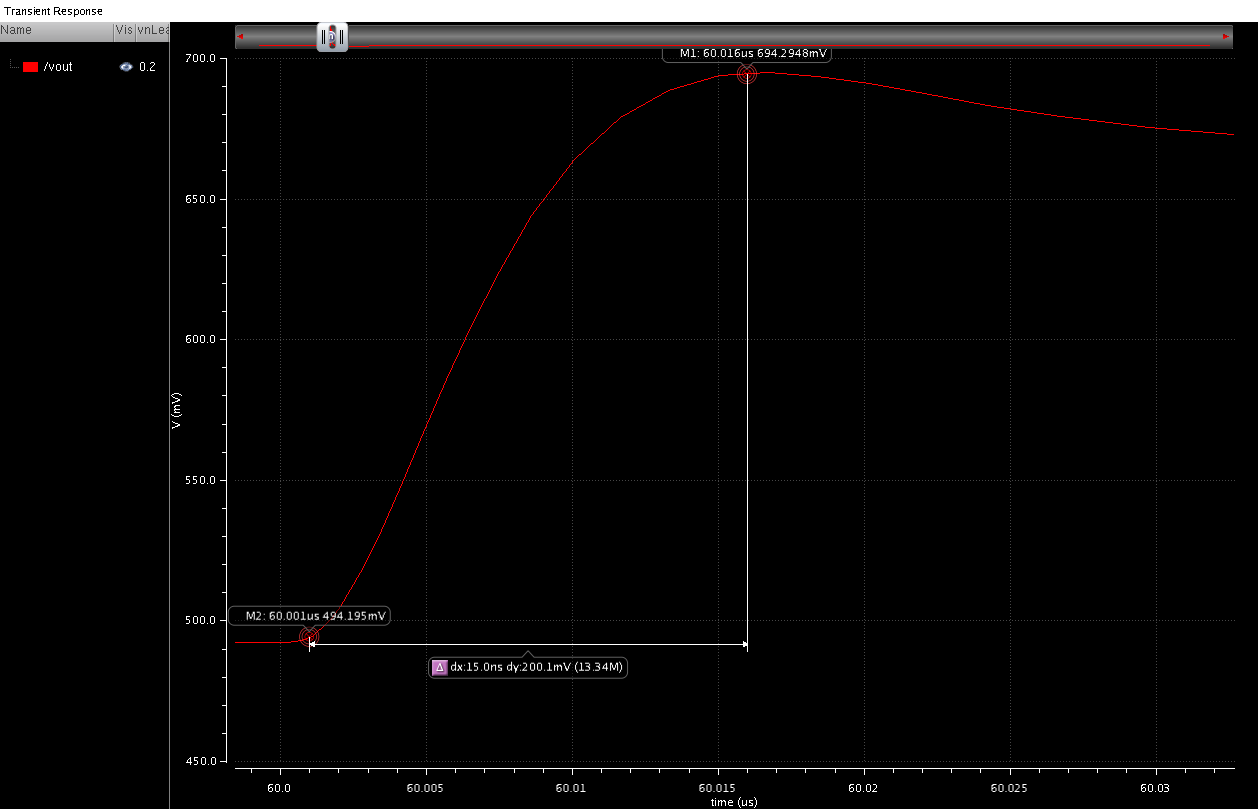 Transient Response
Name Vis vnLea
/vout 0.2
M1: 60.016us 694.2948mV
700.0
650.0
600.0
V (mV)
550.0
500.0
M2: 60.001us 494.195mV
Δ dx:15.0ns dy:200.1mV (13.34M)
450.0
60.0 60.005 60.01 60.015 60.02 60.025 60.03
time (us)